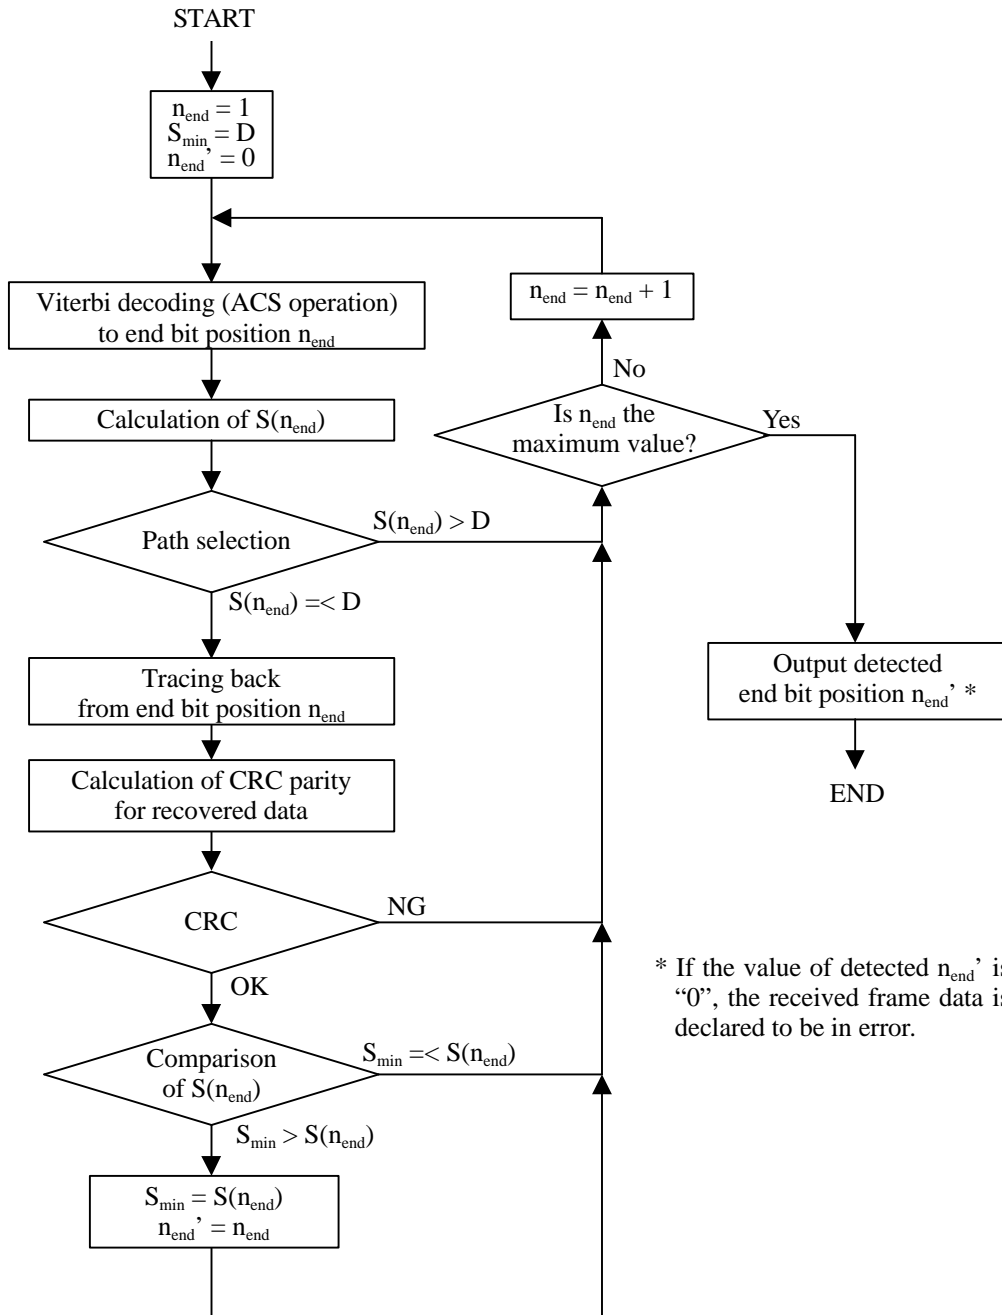 START
n_end = 1
S_min = D
n_end’ = 0
Viterbi decoding (ACS operation)
to end bit position n_end
Calculation of S(n_end)
Path selection
S(n_end) > D
S(n_end) =< D
Tracing back
from end bit position n_end
Calculation of CRC parity
for recovered data
CRC
NG
OK
Comparison
of S(n_end)
S_min =< S(n_end)
S_min > S(n_end)
S_min = S(n_end)
n_end’ = n_end
n_end = n_end + 1
No
Is n_end the
maximum value?
Yes
Output detected
end bit position n_end’ *
END
* If the value of detected n_end’ is
“0”, the received frame data is
declared to be in error.